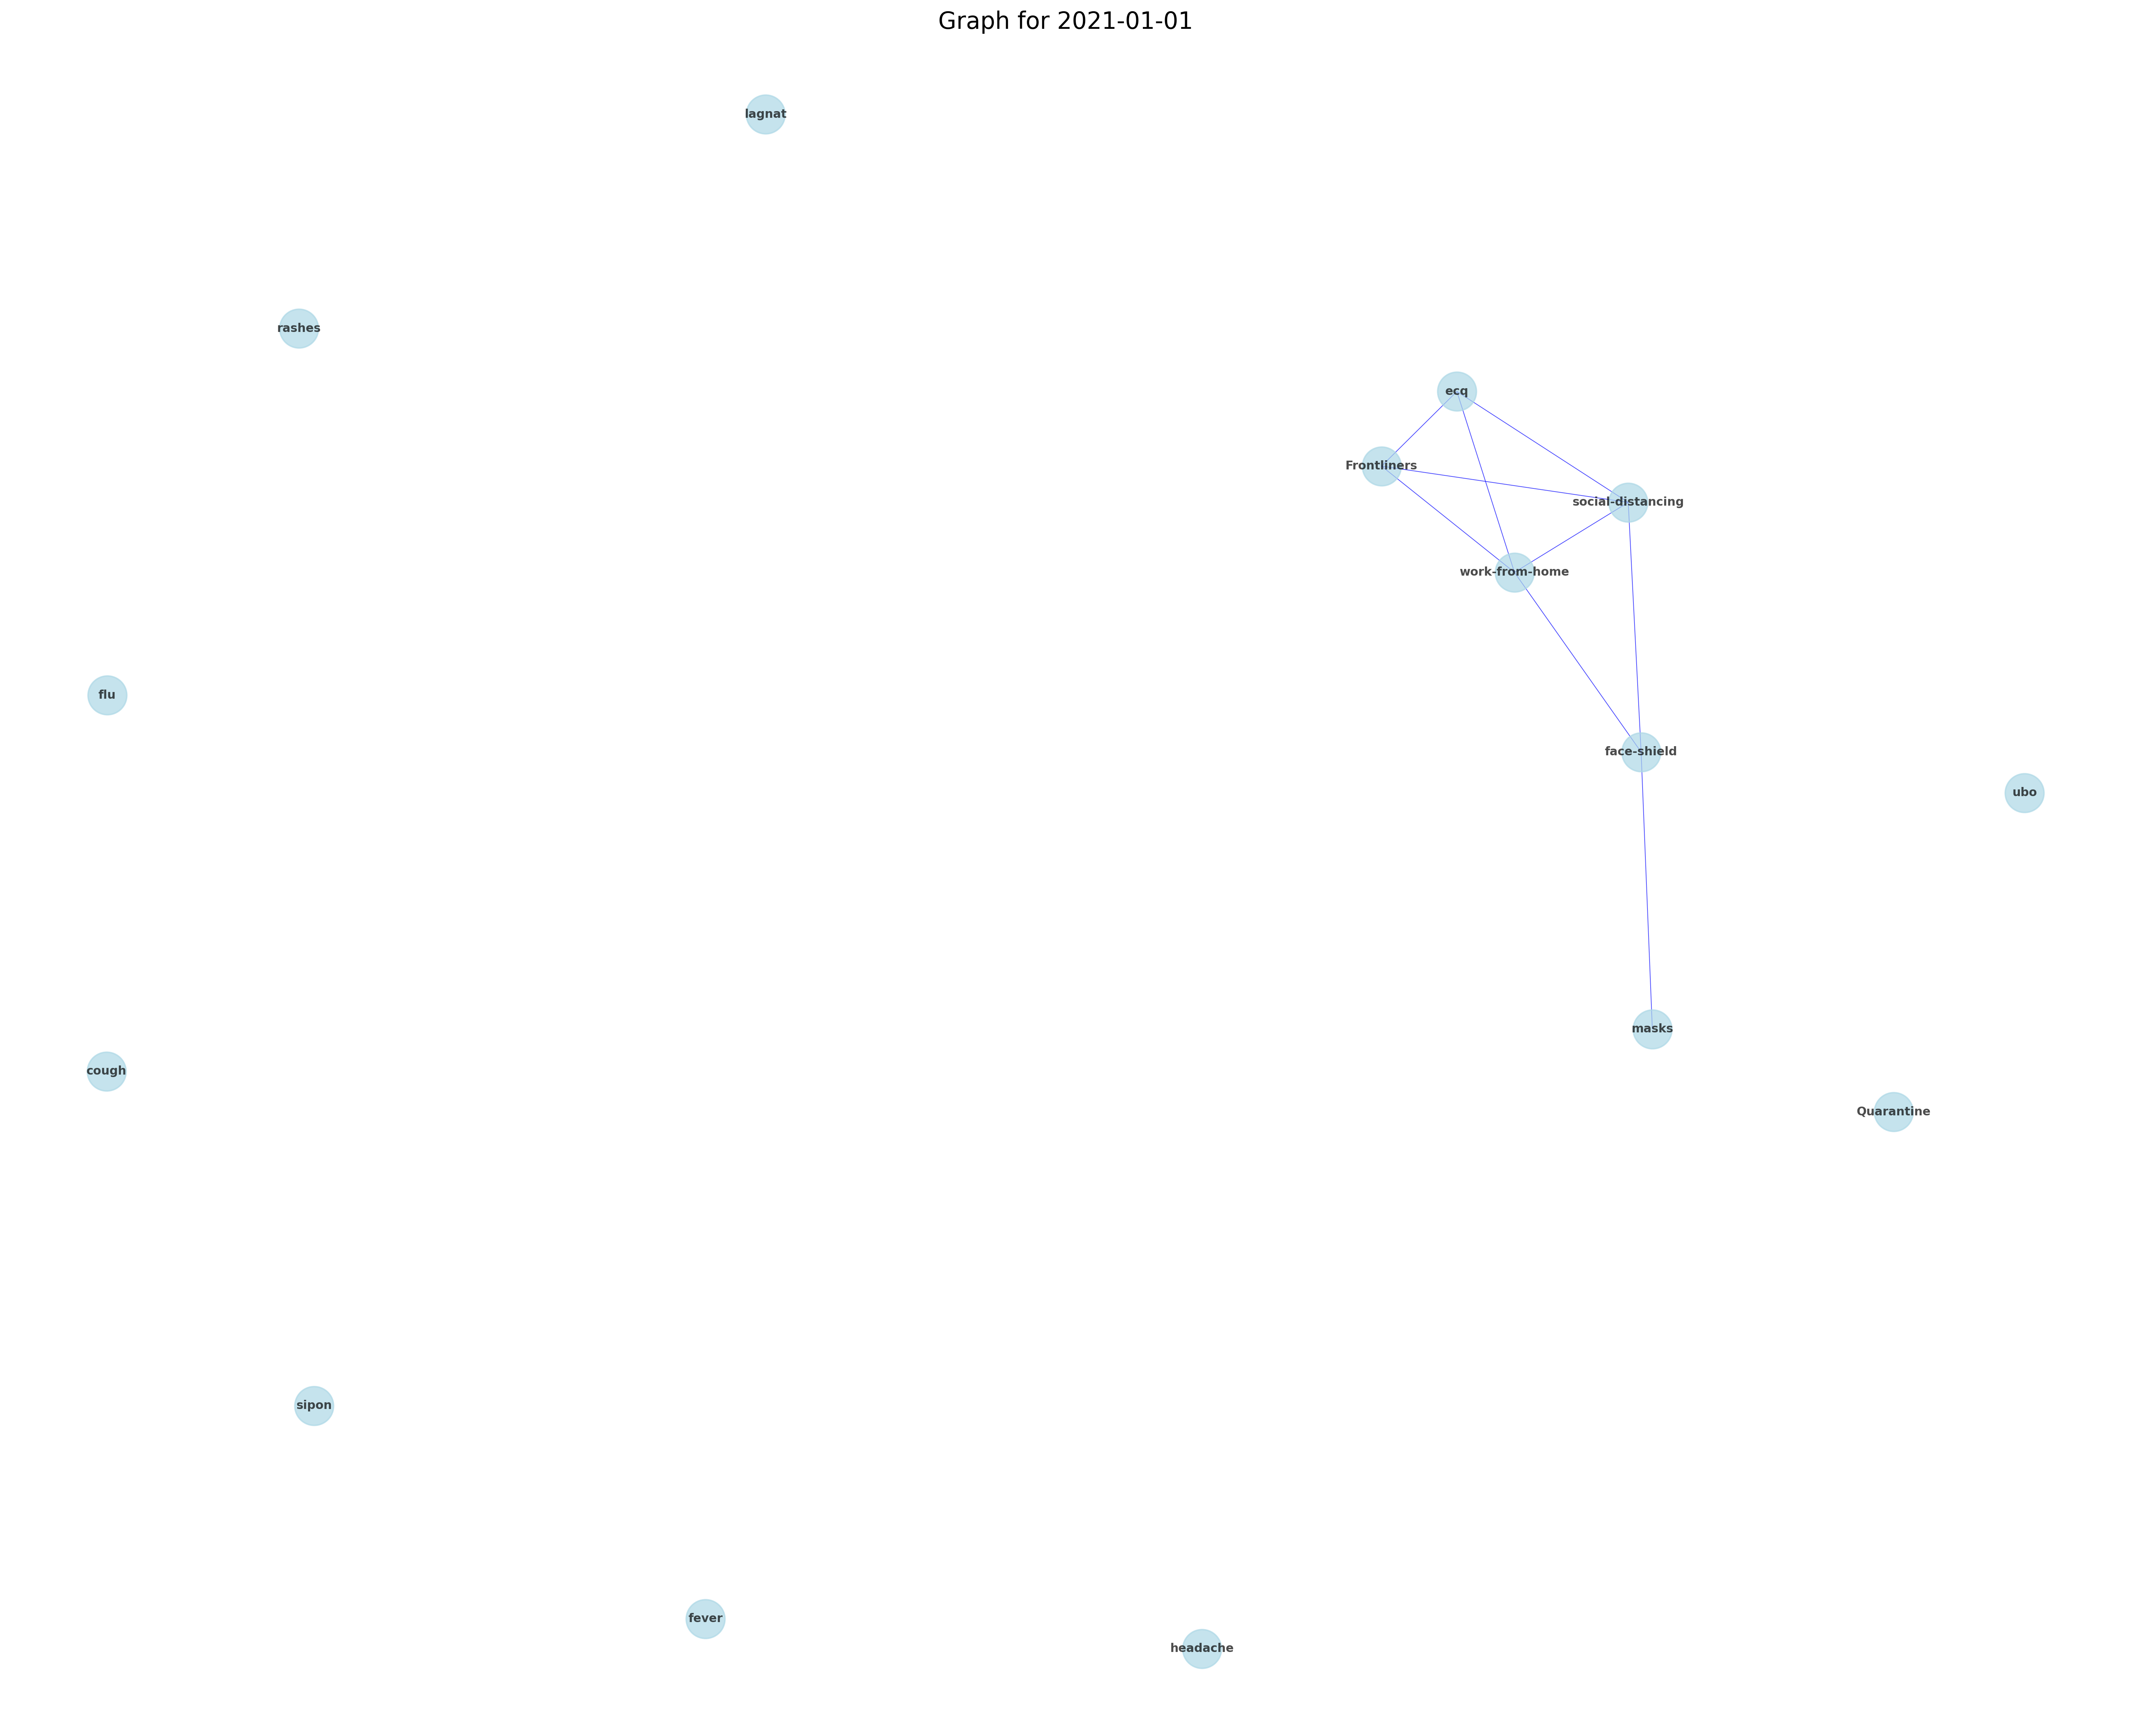 Graph for 2021-01-01
lagnat
rashes
ecq
Frontliners
social-distancing
work-from-home
flu
face-shield
ubo
masks
cough
Quarantine
sipon
fever
headache